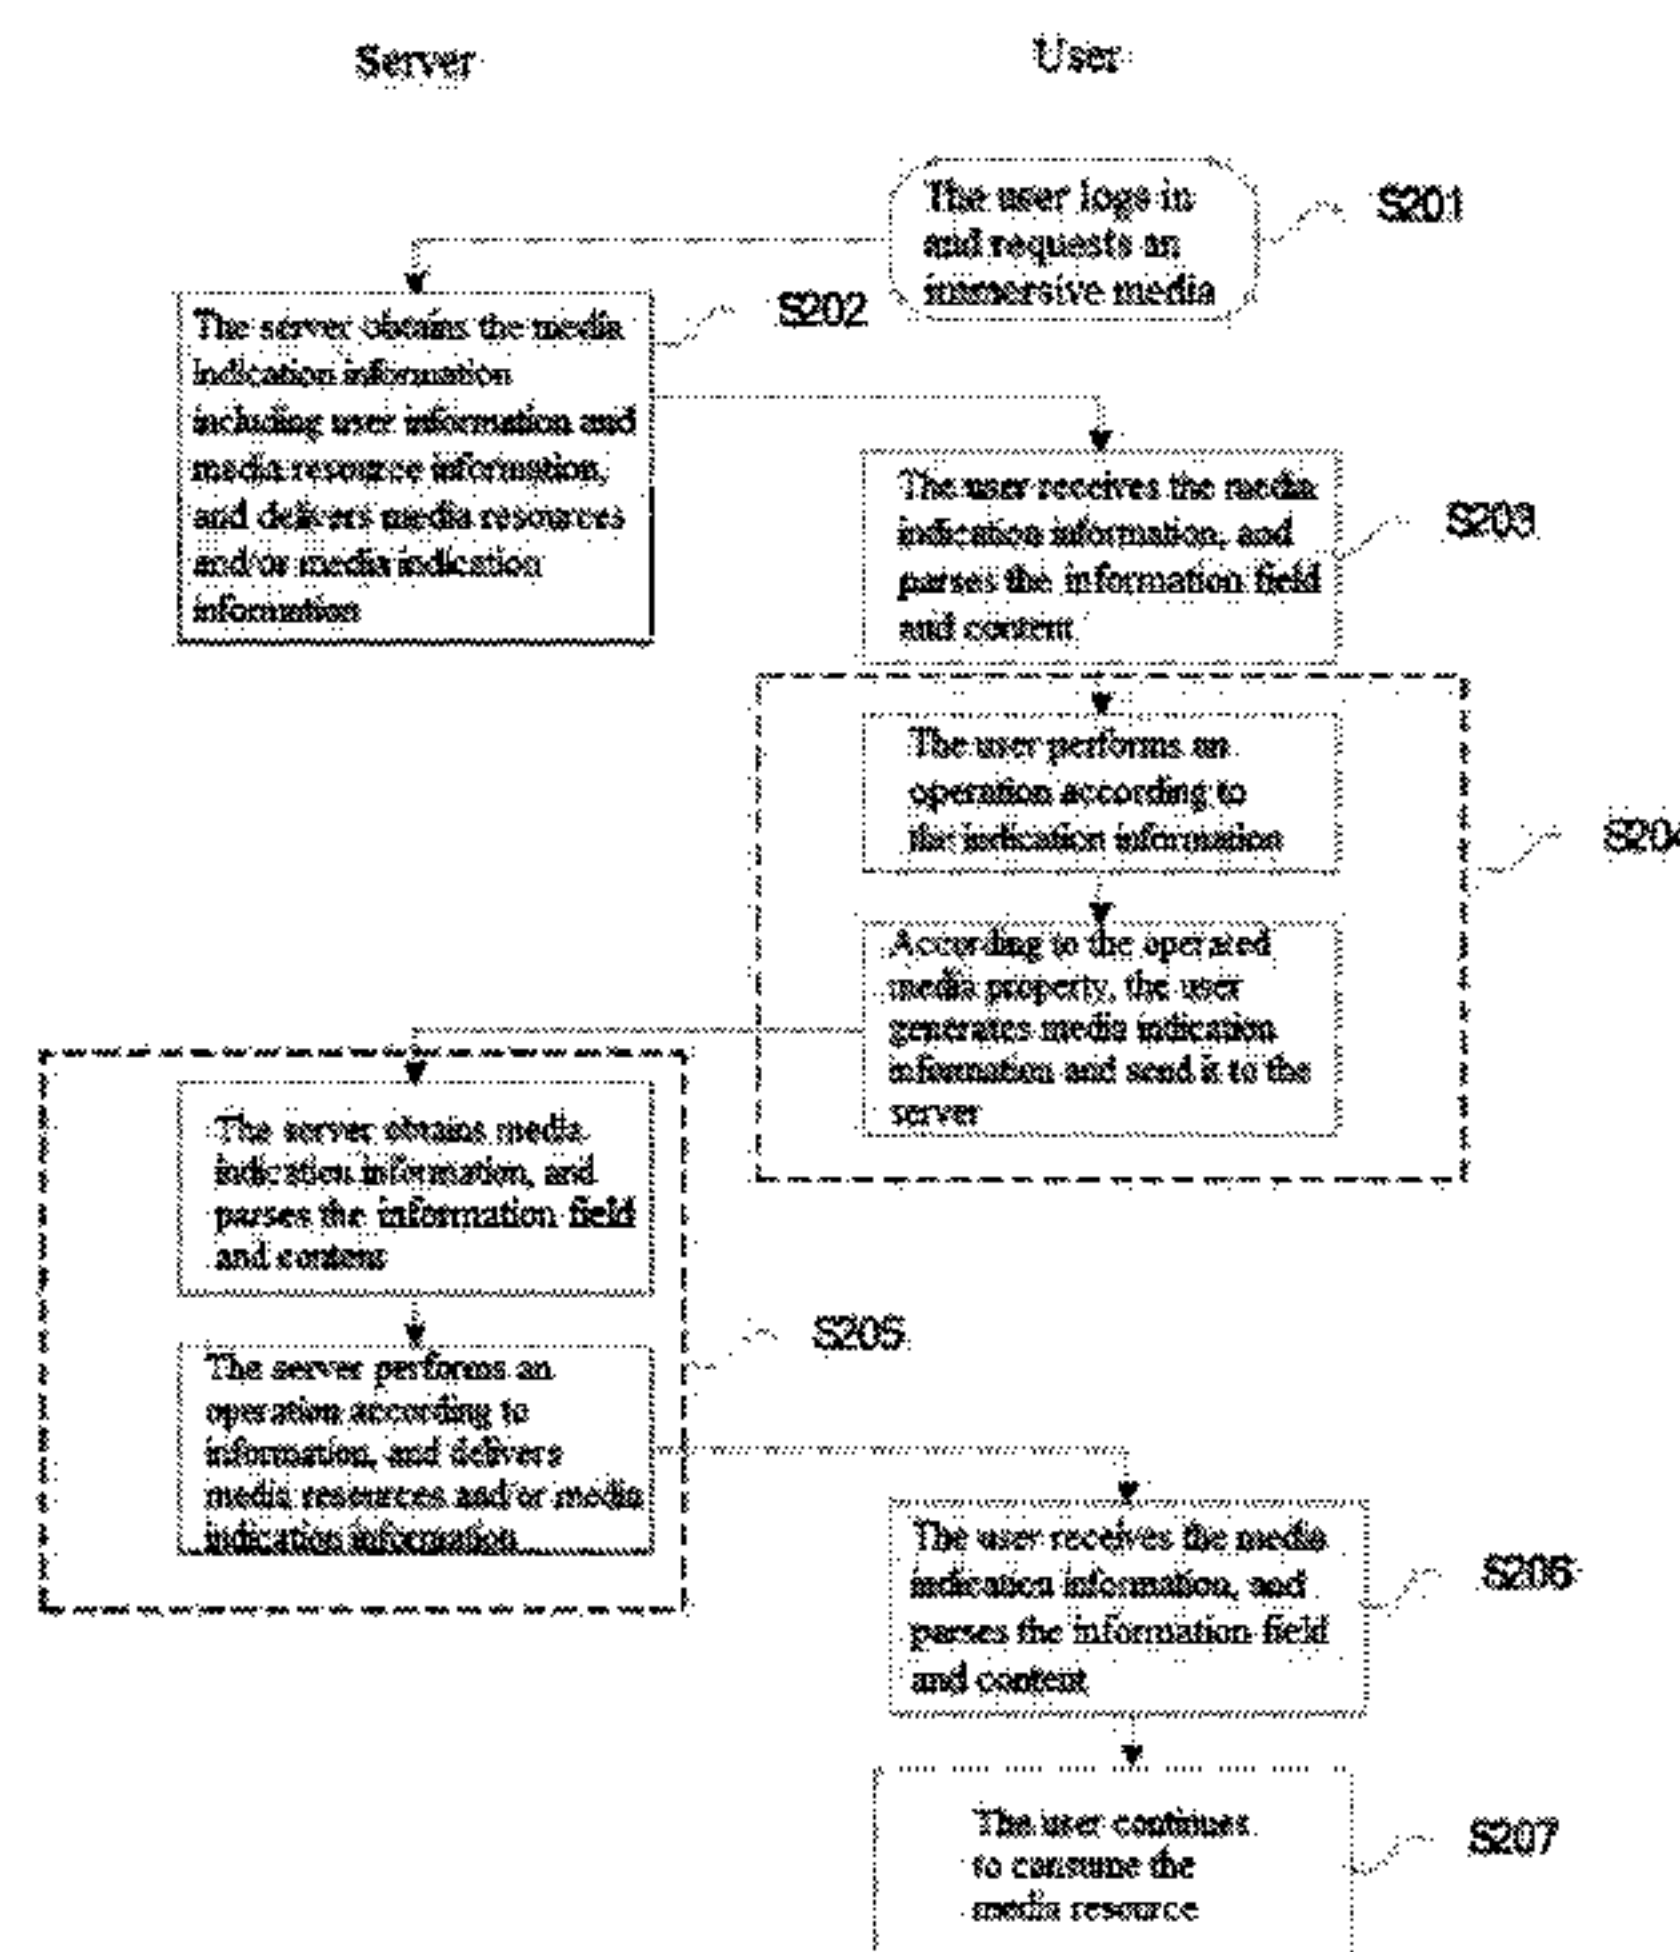 Server
User
The user logs in
and requests an
immersive media
S201
The server obtains the media
indication information
including user information and
media resource information,
and delivers media resources
and/or media indication
information
S202
The user receives the media
indication information, and
parses the information field
and content
S203
The user performs an
operation according to
the indication information
According to the operated
media property, the user
generates media indication
information and send it to the
server
S204
The server obtains media
indication information, and
parses the information field
and content
The server performs an
operation according to
information, and delivers
media resources and/or media
indication information
S205
The user receives the media
indication information, and
parses the information field
and content
S206
The user continues
to consume the
media resource
S207